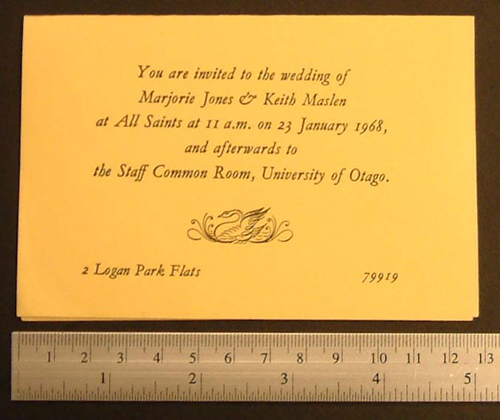 You are invited to the wedding of
Marjorie Jones & Keith Maslen
at All Saints at 11 a.m. on 23 January 1968,
and afterwards to
the Staff Common Room, University of Otago.
2 Logan Park Flats 79919
1 2 3 4 5 6 7 8 9 10 11 12 13
1 2 3 4 5